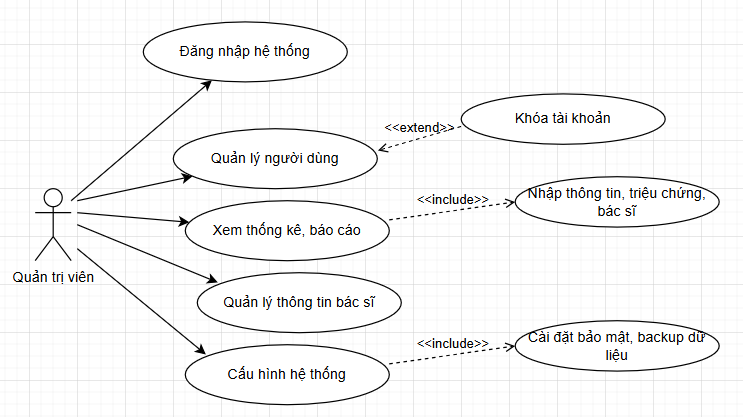 Đăng nhập hệ thống
Khóa tài khoản
<<extend>>
Quản lý người dùng
<<include>>
Nhập thông tin, triệu chứng,
bác sĩ
Xem thống kê, báo cáo
Quản trị viên
Quản lý thông tin bác sĩ
<<include>>
Cài đặt bảo mật, backup dữ
liệu
Cấu hình hệ thống